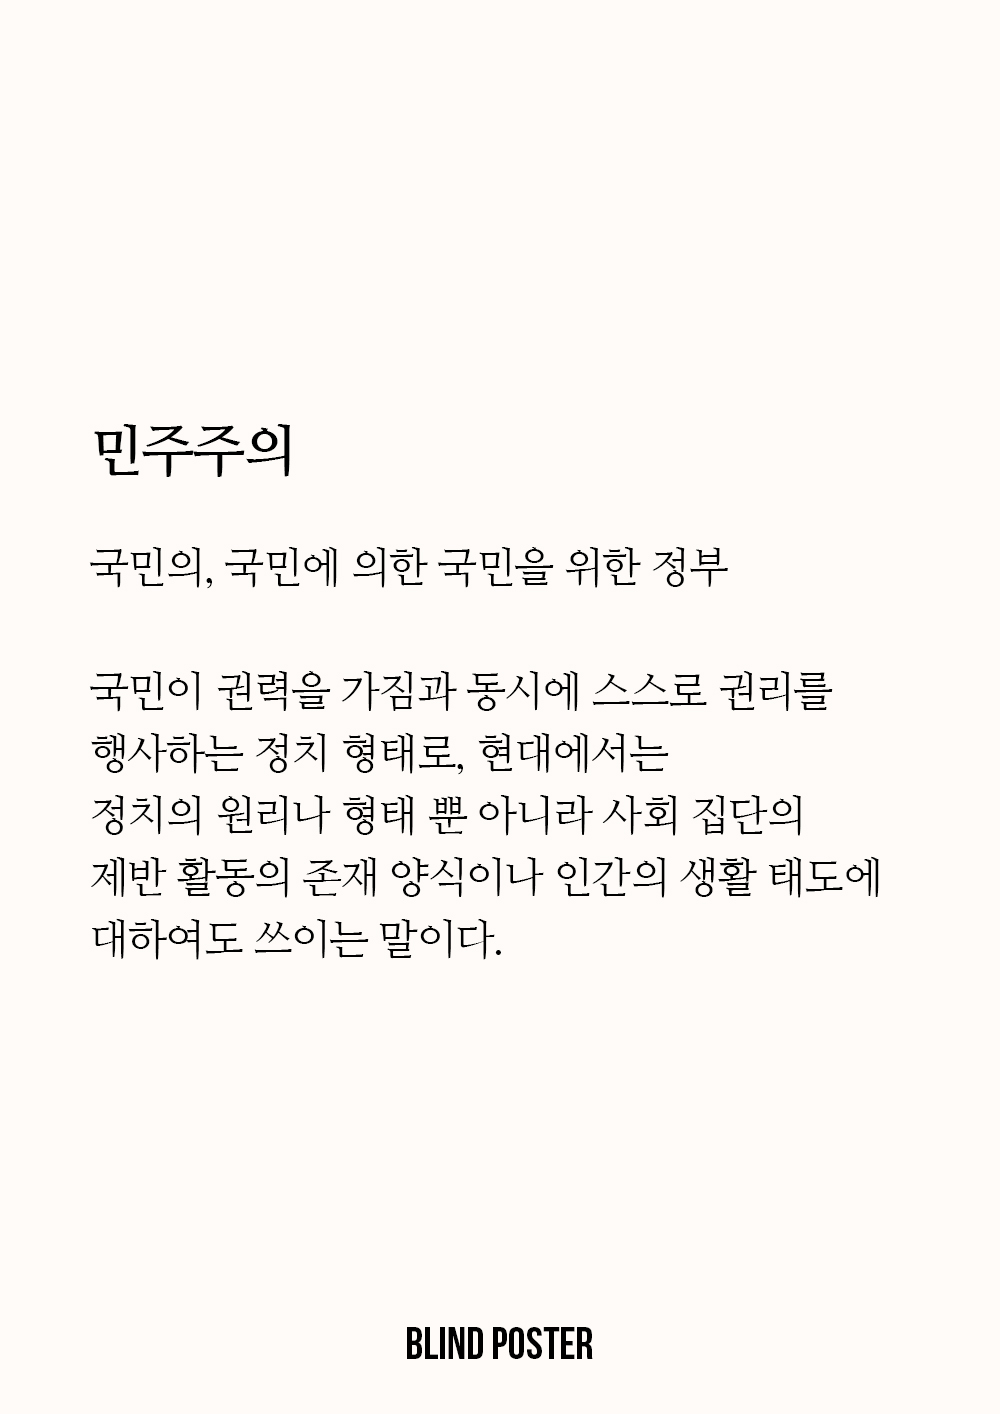 민주주의
국민의, 국민에 의한 국민을 위한 정부
국민이 권력을 가짐과 동시에 스스로 권리를
행사하는 정치 형태로, 현대에서는
정치의 원리나 형태 뿐 아니라 사회 집단의
제반 활동의 존재 양식이나 인간의 생활 태도에
대하여도 쓰이는 말이다.
BLIND POSTER